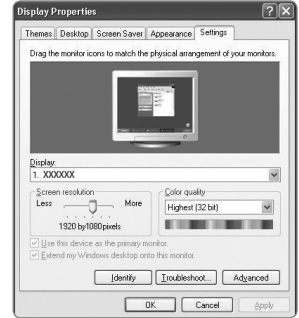 Display Properties
Themes Desktop Screen Saver Appearance Settings
Drag the monitor icons to match the physical arrangement of your monitors.
Display:
1. XXXXXX
Screen resolution
Less More
1920 by1080pixels
Color quality
Highest (32 bit)
Use this device as the primary monitor.
Extend my Windows desktop onto this monitor.
Identify Troubleshoot... Advanced
OK Cancel Apply